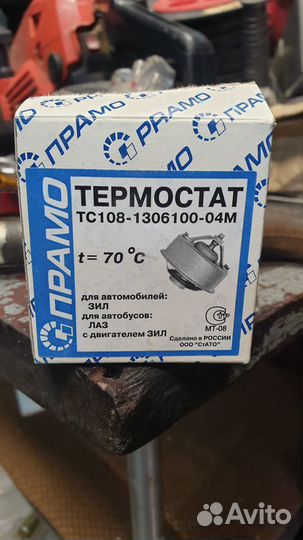 ПРАМО
ПРАМО
ПРАМО
ПРАМО
ТЕРМОСТАТ
ТС108-1306100-04М
t = 70 °С
для автомобилей:
ЗИЛ
для автобусов:
ЛАЗ
с двигателем ЗИЛ
МТ-08
Сделано в РОССИИ
ООО "СтАТО"
Avito